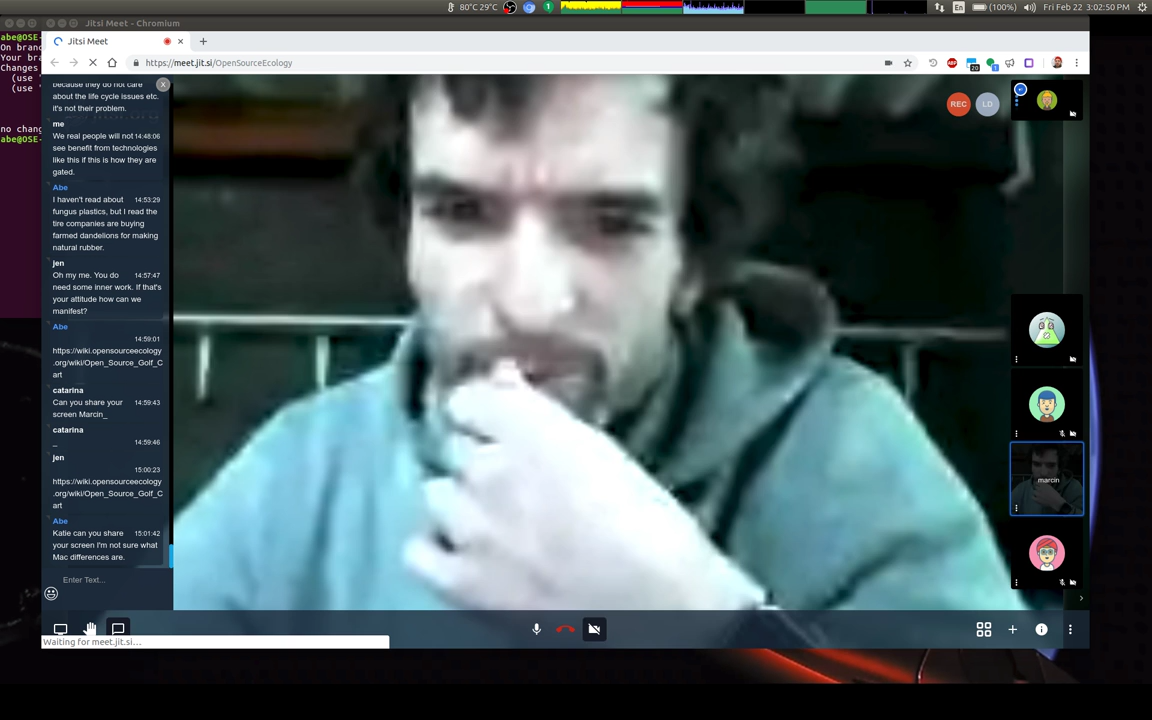 80°C 29°C
1
En
(100%)
Fri Feb 22 3:02:50 PM
Jitsi Meet - Chromium
abe@OSE-
On branc
Your bra
Changes
(use "
(use "
no chang
abe@OSE-
Jitsi Meet
https://meet.jit.si/OpenSourceEcology
ABP
20
because they do not care
about the life cycle issues etc.
it's not their problem.
me
We real people will not 14:48:06
see benefit from technologies
like this if this is how they are
gated.
Abe
I haven't read about 14:53:29
fungus plastics, but I read the
tire companies are buying
farmed dandelions for making
natural rubber.
jen
Oh my me. You do 14:57:47
need some inner work. If that's
your attitude how can we
manifest?
Abe
14:59:01
https://wiki.opensourceecology
.org/wiki/Open_Source_Golf_C
art
catarina
Can you share your 14:59:43
screen Marcin_
catarina
_ 14:59:46
jen
15:00:23
https://wiki.opensourceecology
.org/wiki/Open_Source_Golf_C
art
Abe
Katie can you share 15:01:42
your screen I'm not sure what
Mac differences are.
Enter Text...
REC
LD
marcin
Waiting for meet.jit.si...